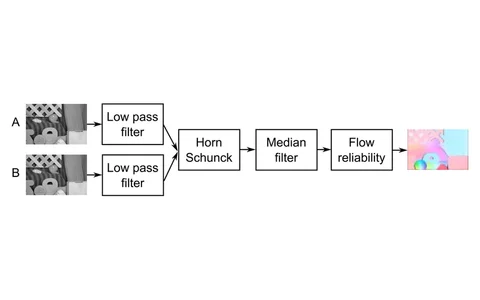 A
Low pass
filter
B
Low pass
filter
Horn
Schunck
Median
filter
Flow
reliability